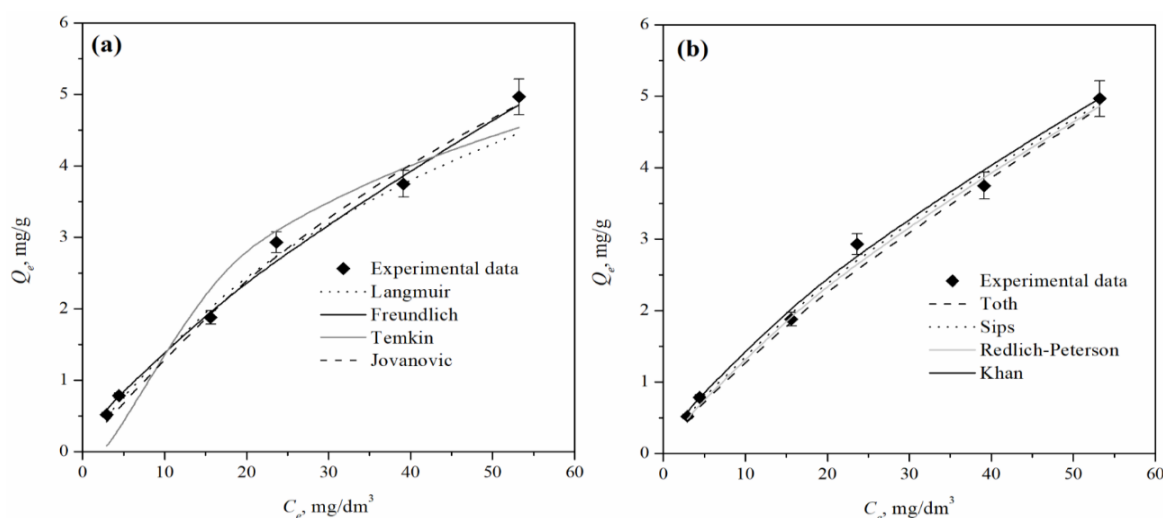 (a)
6
5
4
3
2
1
0
Qe, mg/g
Experimental data
Langmuir
Freundlich
Temkin
Jovanovic
0 10 20 30 40 50 60
Ce, mg/dm³
(b)
6
5
4
3
2
1
0
Qe, mg/g
Experimental data
Toth
Sips
Redlich-Peterson
Khan
0 10 20 30 40 50 60
Ce, mg/dm³